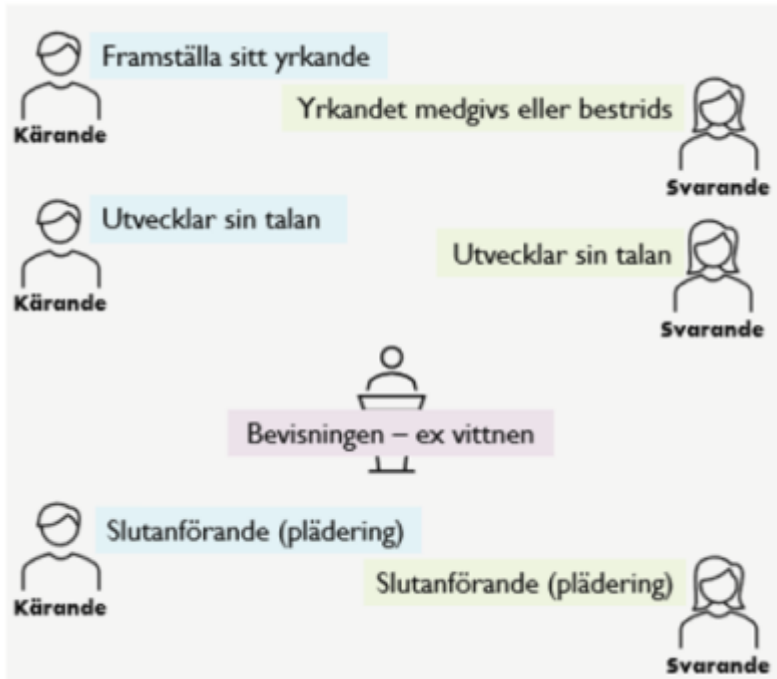 Framställa sitt yrkande
Kärande
Yrkandet medgivs eller bestrids
Svarande
Utvecklar sin talan
Kärande
Utvecklar sin talan
Svarande
Bevisningen – ex vittnen
Slutanförande (plädering)
Kärande
Slutanförande (plädering)
Svarande